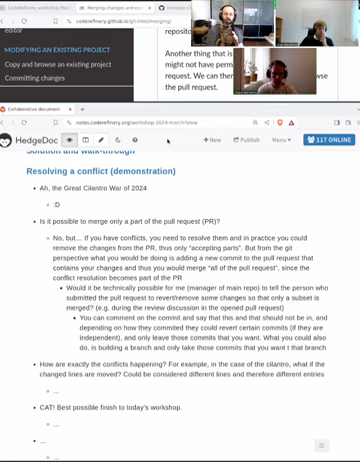 coderefinery.github.io/git-intro/merging/
editor
MODIFYING AN EXISTING PROJECT
Copy and browse an existing project
Committing changes
Another thing that is
might not have perm
request. We can then
the pull request.
Collaborative document
notes.coderefinery.org/workshop-2024-march?view
HedgeDoc
New
Publish
Menu
117 ONLINE
Solution and walk-through
Resolving a conflict (demonstration)
• Ah, the Great Cilantro War of 2024
◦ :D
• Is it possible to merge only a part of the pull request (PR)?
◦ No, but... If you have conflicts, you need to resolve them and in practice you could
remove the changes from the PR, thus only "accepting parts". But from the git
perspective what you would be doing is adding a new commit to the pull request that
contains your changes and thus you would merge "all of the pull request", since the
conflict resolution becomes part of the PR
▪ Would it be technically possible for me (manager of main repo) to tell the person who
submitted the pull request to revert/remove some changes so that only a subset is
merged? (e.g. during the review discussion in the opened pull request)
▪ You can comment on the commit and say that this and that should not be in, and
depending on how they commited they could revert certain commits (if they are
independent), and only leave those commits that you want. What you could also
do, is building a branch and only take those commits that you want t that branch
• How are exactly the conflicts happening? For example, in the case of the cilantro, what if the
changed lines are moved? Could be considered different lines and therefore different entries
◦ ...
• CAT! Best possible finish to today's workshop.
◦ ...
• ...
◦ ...